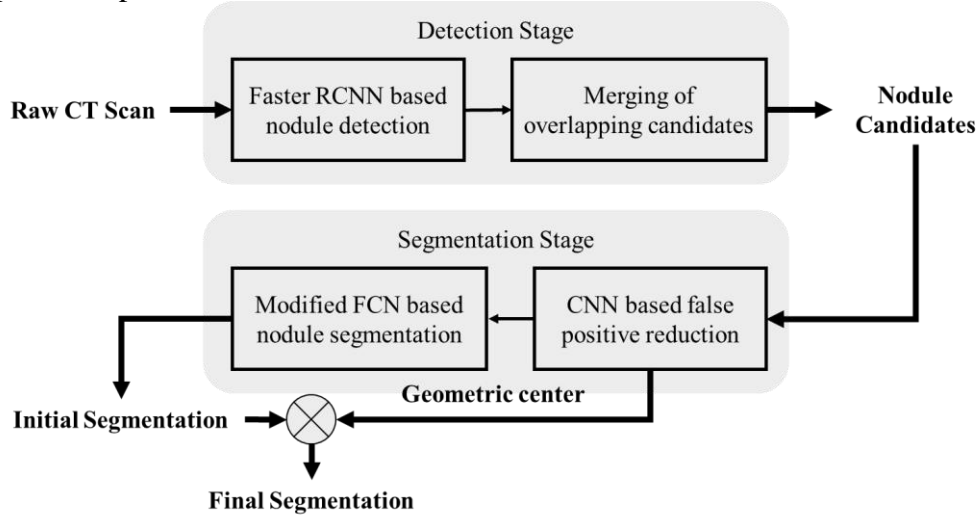 Detection Stage
Raw CT Scan
Faster RCNN based
nodule detection
Merging of
overlapping candidates
Nodule
Candidates
Segmentation Stage
Modified FCN based
nodule segmentation
CNN based false
positive reduction
Geometric center
Initial Segmentation
Final Segmentation